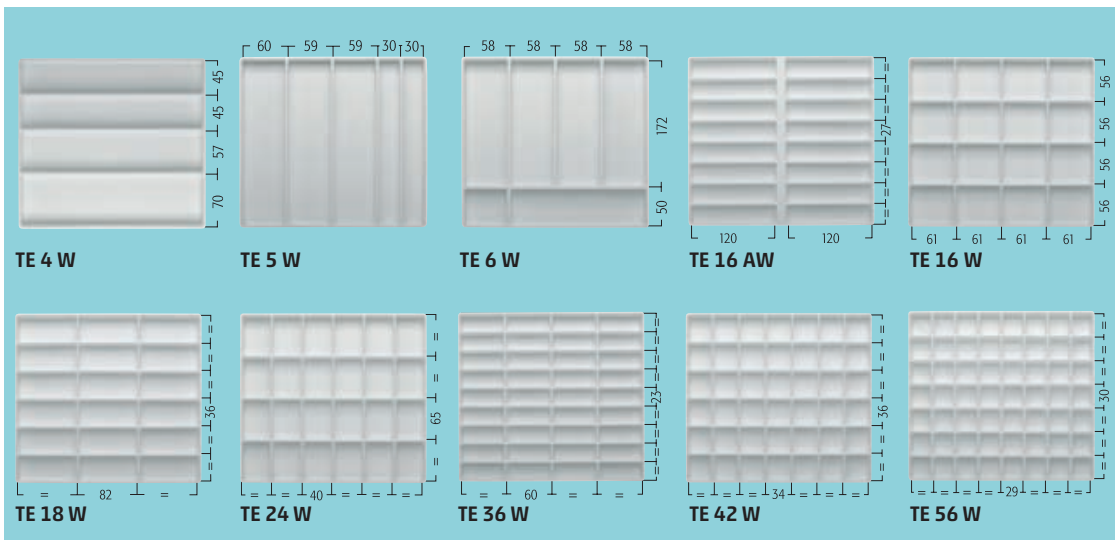 45
45
57
70
TE 4 W
60 59 59 30 30
TE 5 W
58 58 58 58
172
50
TE 6 W
= = = 27 = = = =
120 120
TE 16 AW
56
56
56
56
61 61 61 61
TE 16 W
= = = 36 = =
= 82 =
TE 18 W
= = 65 =
= = 40 = = =
TE 24 W
= = = = 23 = = = =
= 60 = =
TE 36 W
= = = 36 = =
= = = 34 = = =
TE 42 W
= = = 30 = = =
= = = = 29 = = =
TE 56 W